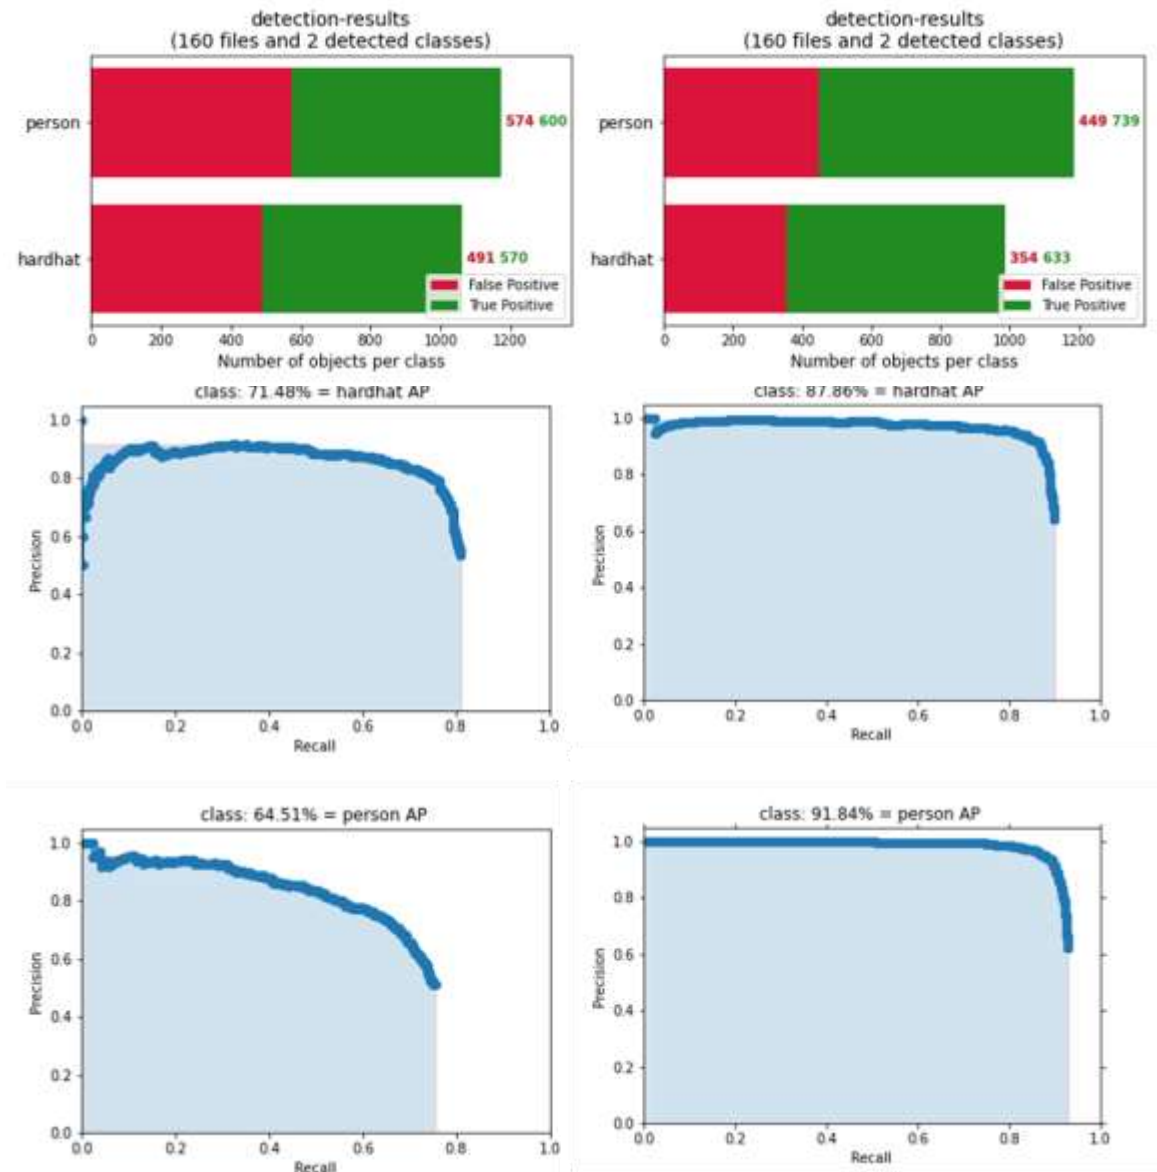 detection-results
(160 files and 2 detected classes)
person
574 600
hardhat
491 570
False Positive
True Positive
0 200 400 600 800 1000 1200
Number of objects per class
detection-results
(160 files and 2 detected classes)
person
449 739
hardhat
354 633
False Positive
True Positive
0 200 400 600 800 1000 1200
Number of objects per class
class: 71.48% = hardhat AP
1.0
0.8
0.6
0.4
0.2
0.0
Precision
0.0 0.2 0.4 0.6 0.8 1.0
Recall
class: 87.86% = hardhat AP
1.0
0.8
0.6
0.4
0.2
0.0
Precision
0.0 0.2 0.4 0.6 0.8 1.0
Recall
class: 64.51% = person AP
1.0
0.8
0.6
0.4
0.2
0.0
Precision
0.0 0.2 0.4 0.6 0.8 1.0
Recall
class: 91.84% = person AP
1.0
0.8
0.6
0.4
0.2
0.0
Precision
0.0 0.2 0.4 0.6 0.8 1.0
Recall